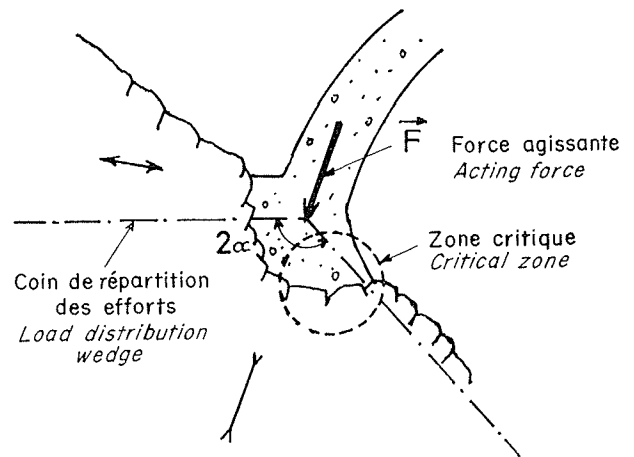 F
Force agissante
Acting force
2α
Zone critique
Critical zone
Coin de répartition
des efforts
Load distribution
wedge